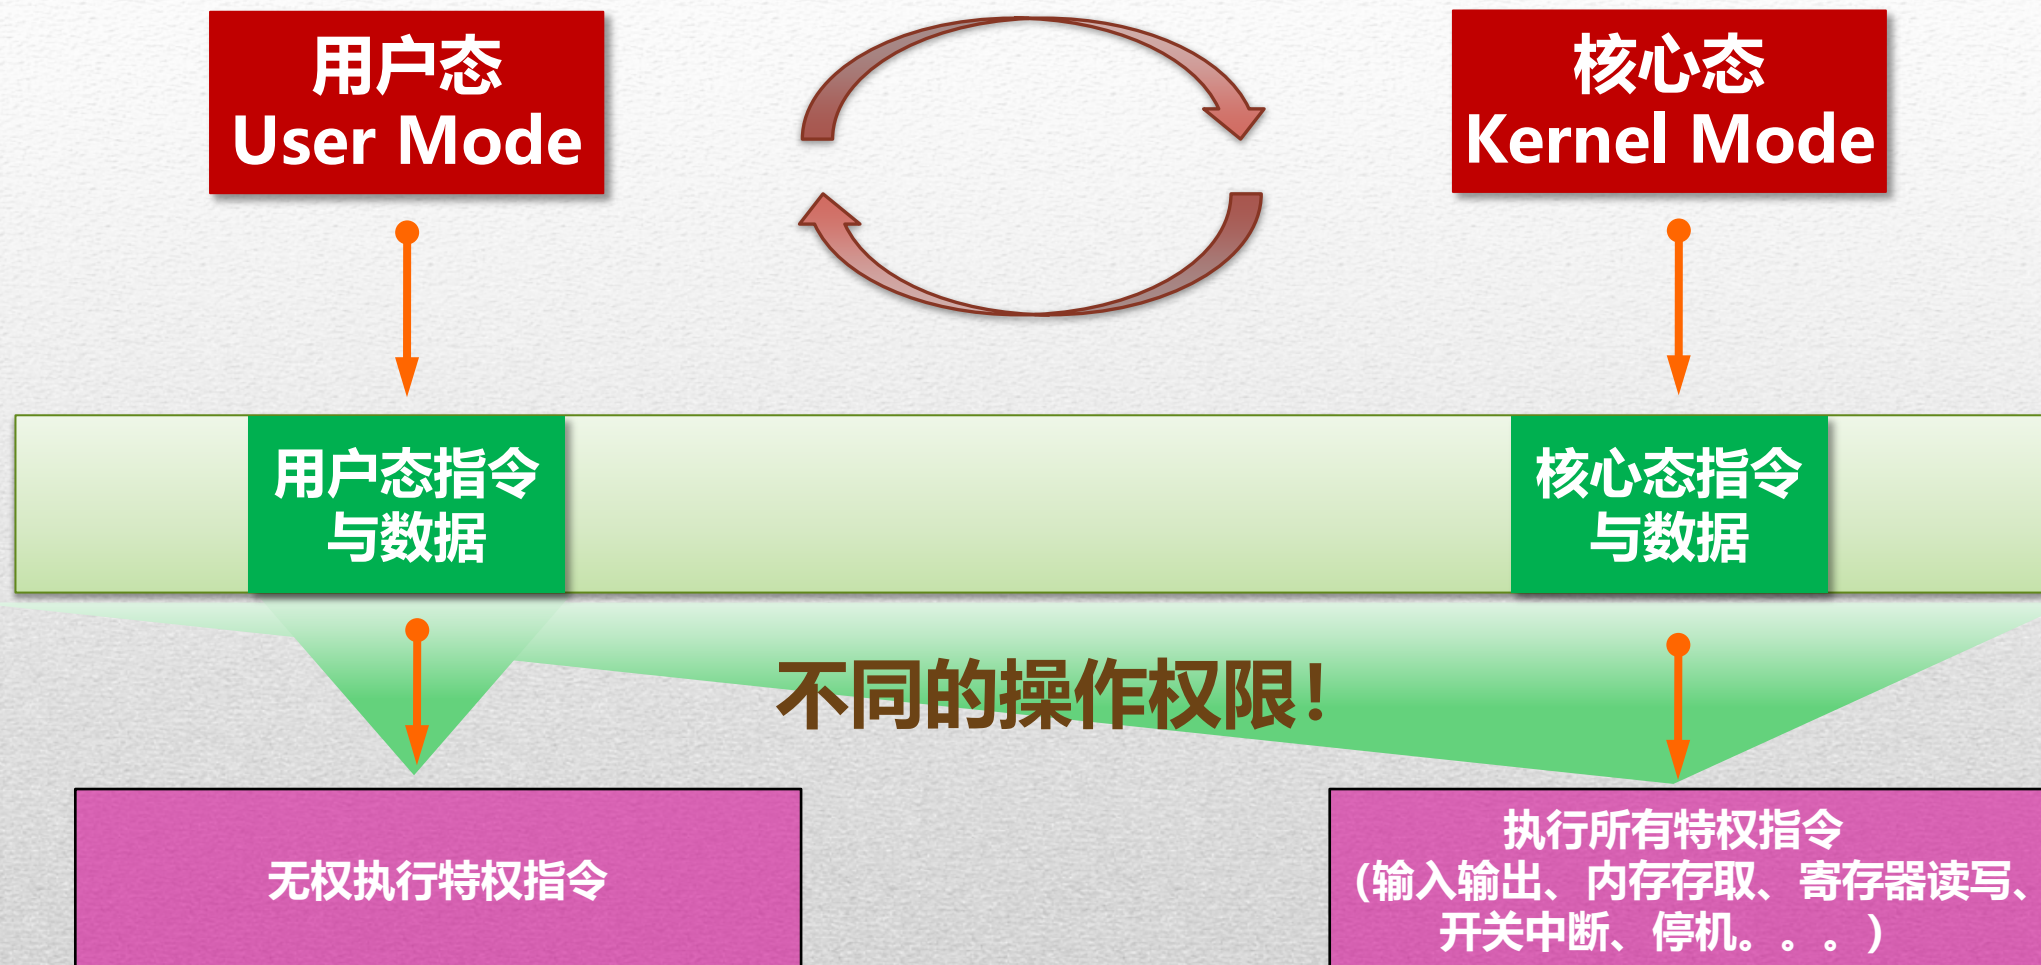 用户态
User Mode
核心态
Kernel Mode
用户态指令
与数据
核心态指令
与数据
不同的操作权限!
无权执行特权指令
执行所有特权指令
(输入输出、内存存取、寄存器读写、
开关中断、停机。。。)